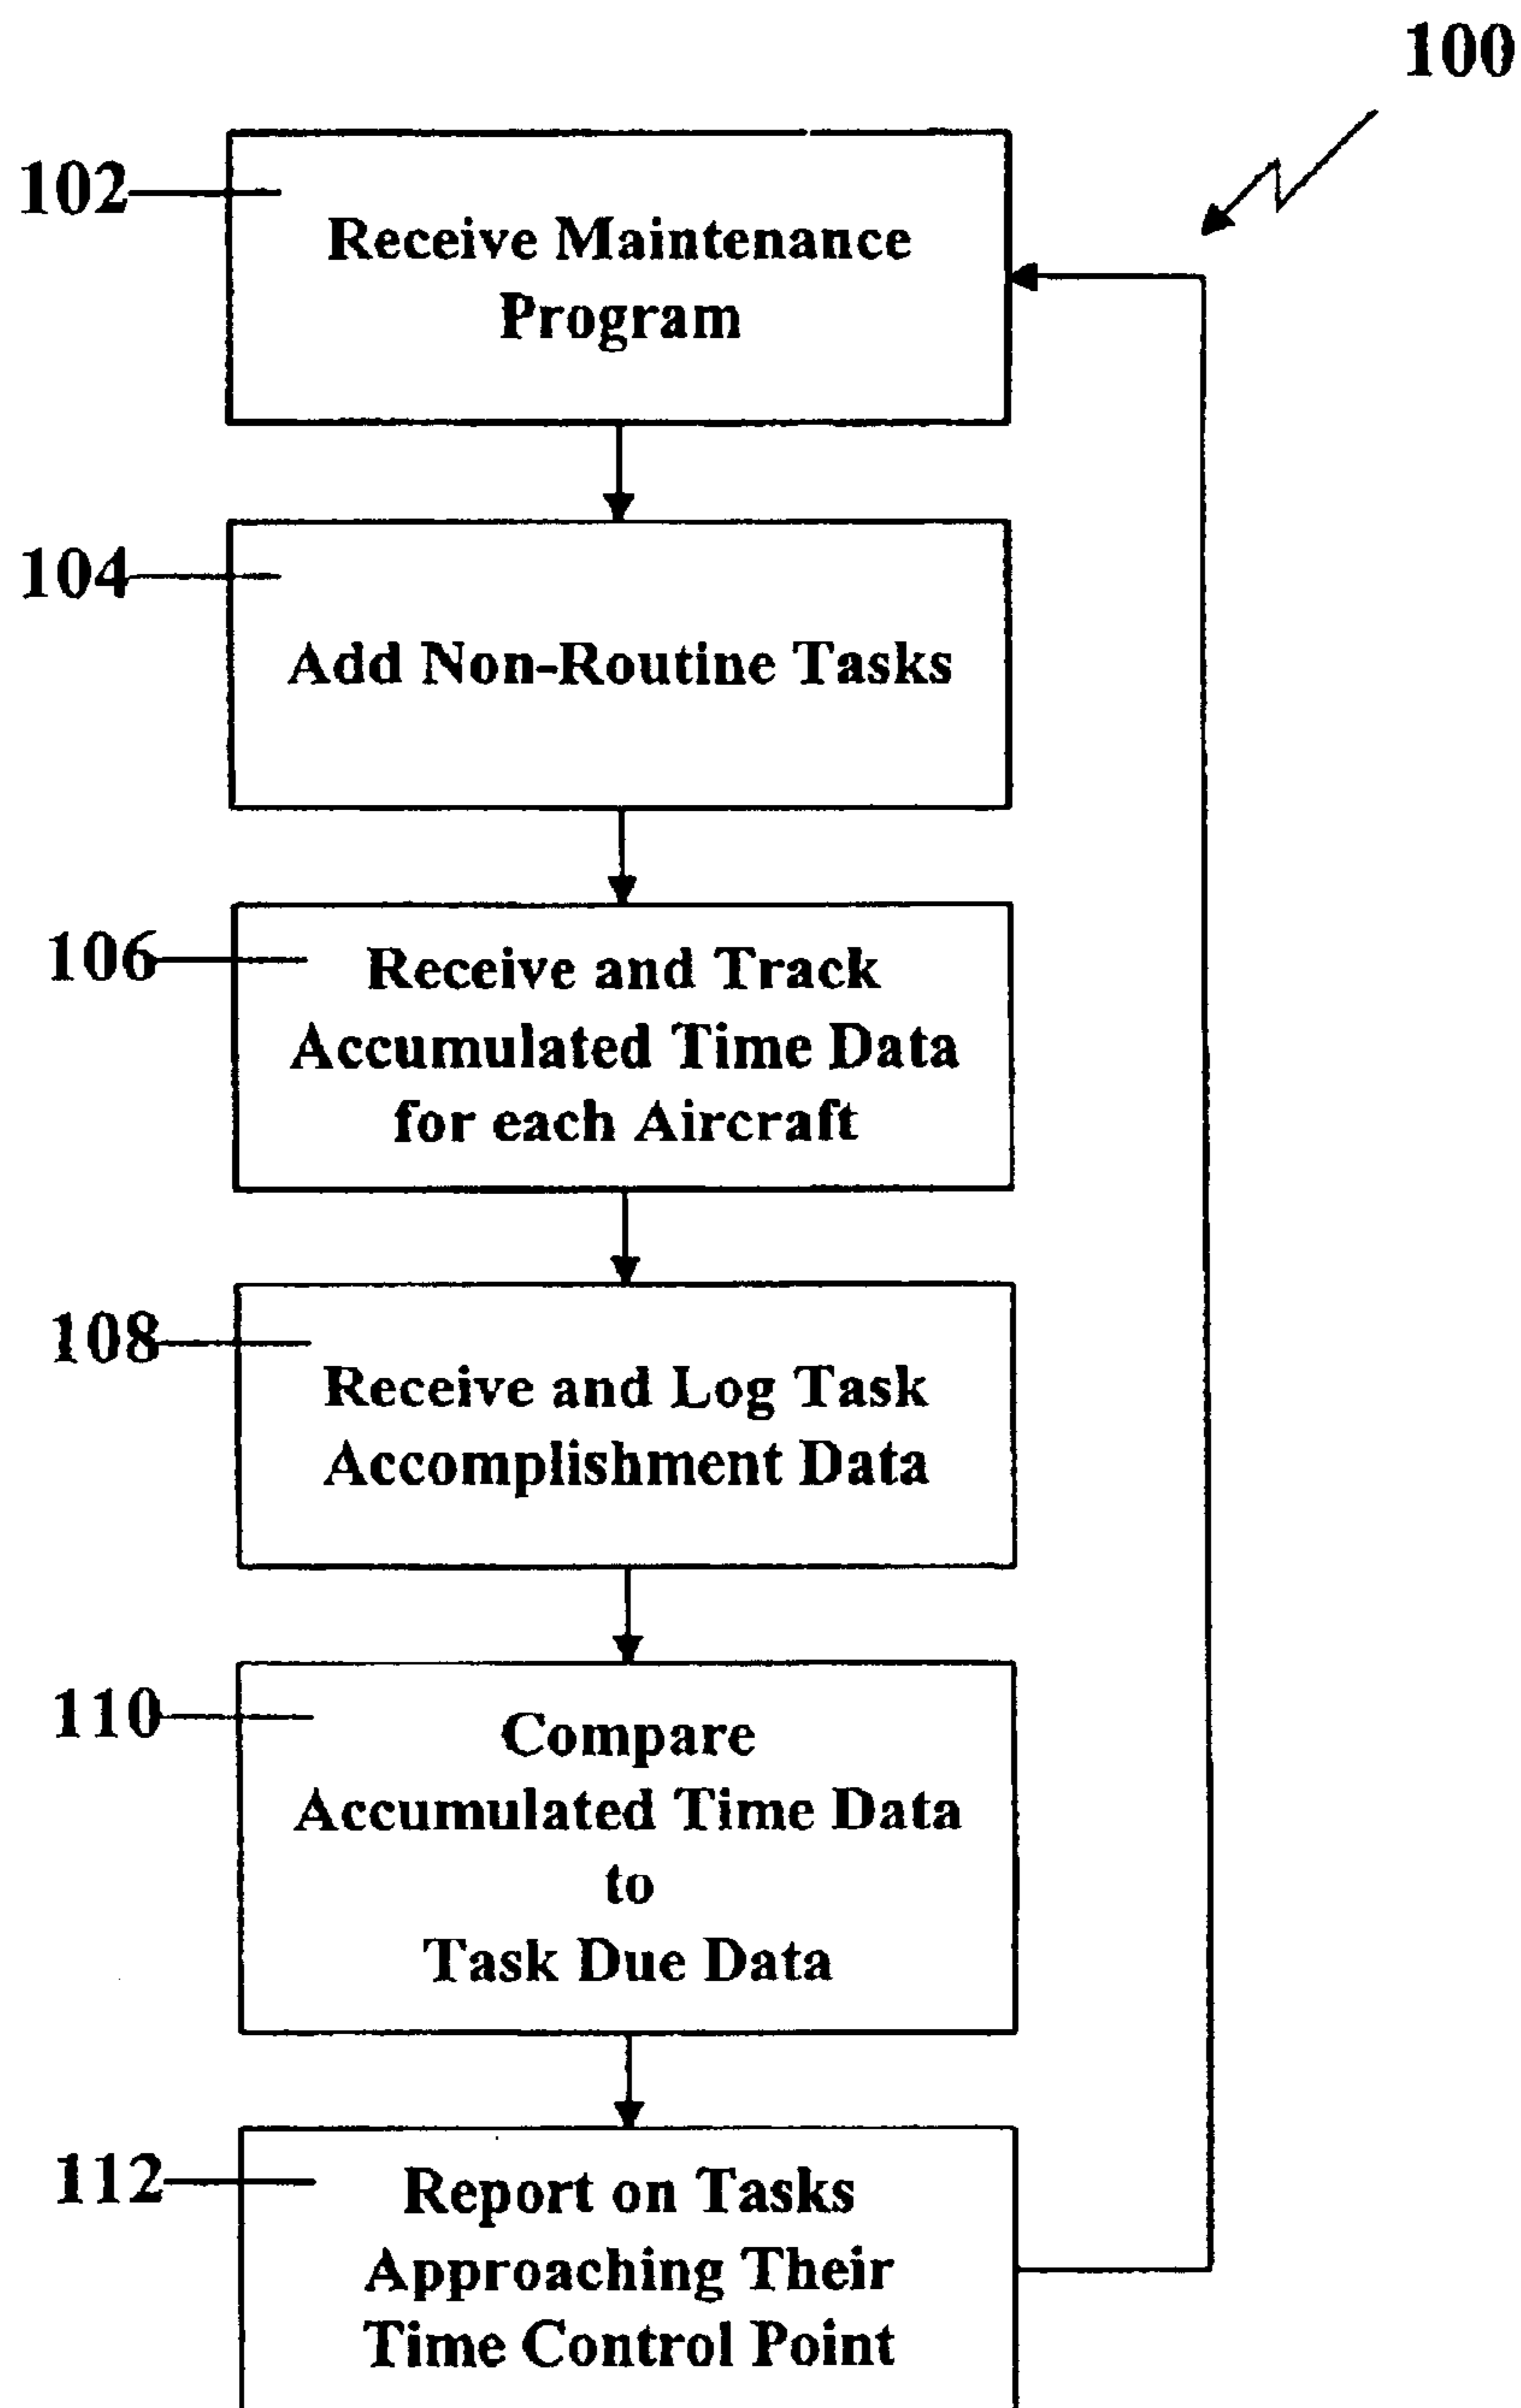 100
102
Receive Maintenance
Program
104
Add Non-Routine Tasks
106
Receive and Track
Accumulated Time Data
for each Aircraft
108
Receive and Log Task
Accomplishment Data
110
Compare
Accumulated Time Data
to
Task Due Data
112
Report on Tasks
Approaching Their
Time Control Point